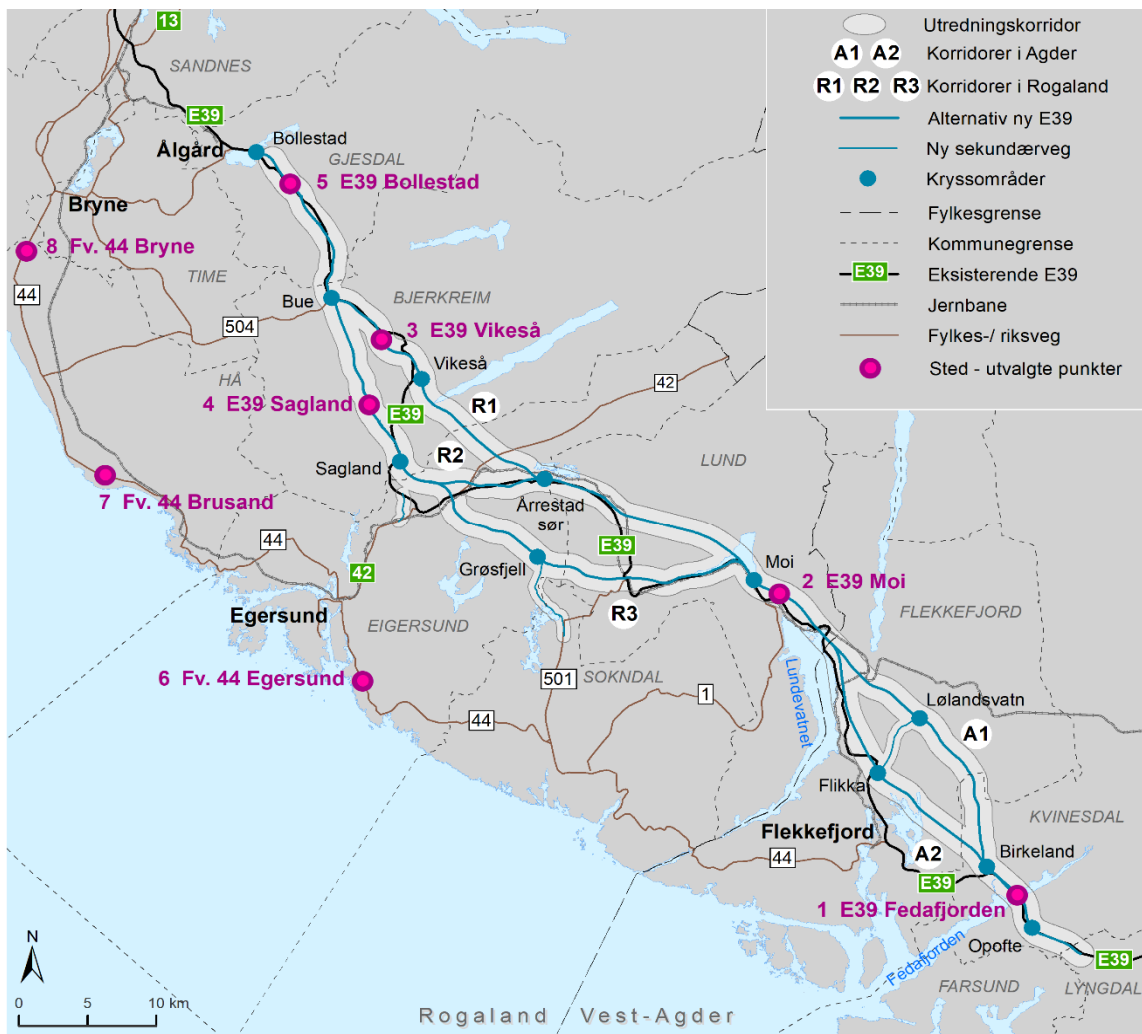 13
SANDNES
E39
Bollestad
Ålgård
GJESDAL
5 E39 Bollestad
Bryne
8 Fv. 44 Bryne
TIME
44
Bue
BJERKREIM
504
3 E39 Vikeså
Vikeså
HÅ
42
4 E39 Sagland
E39
R1
R2
Sagland
LUND
7 Fv. 44 Brusand
Årrestad
sør
44
E39
Grøsfjell
Moi
42
2 E39 Moi
Egersund
R3
FLEKKEFJORD
EIGERSUND
6 Fv. 44 Egersund
501
SOKNDAL
1
Lundevatnet
Lølandsvatn
44
A1
Flikka
KVINESDAL
Flekkefjord
44
A2
Birkeland
E39
1 E39 Fedafjorden
Fedafjorden
Opofte
E39
FARSUND
LYNGDAL
N
0 5 10 km
Rogaland Vest-Agder
Utredningskorridor
A1 A2 Korridorer i Agder
R1 R2 R3 Korridorer i Rogaland
Alternativ ny E39
Ny sekundærveg
Kryssområder
Fylkesgrense
Kommunegrense
E39 Eksisterende E39
Jernbane
Fylkes-/ riksveg
Sted - utvalgte punkter